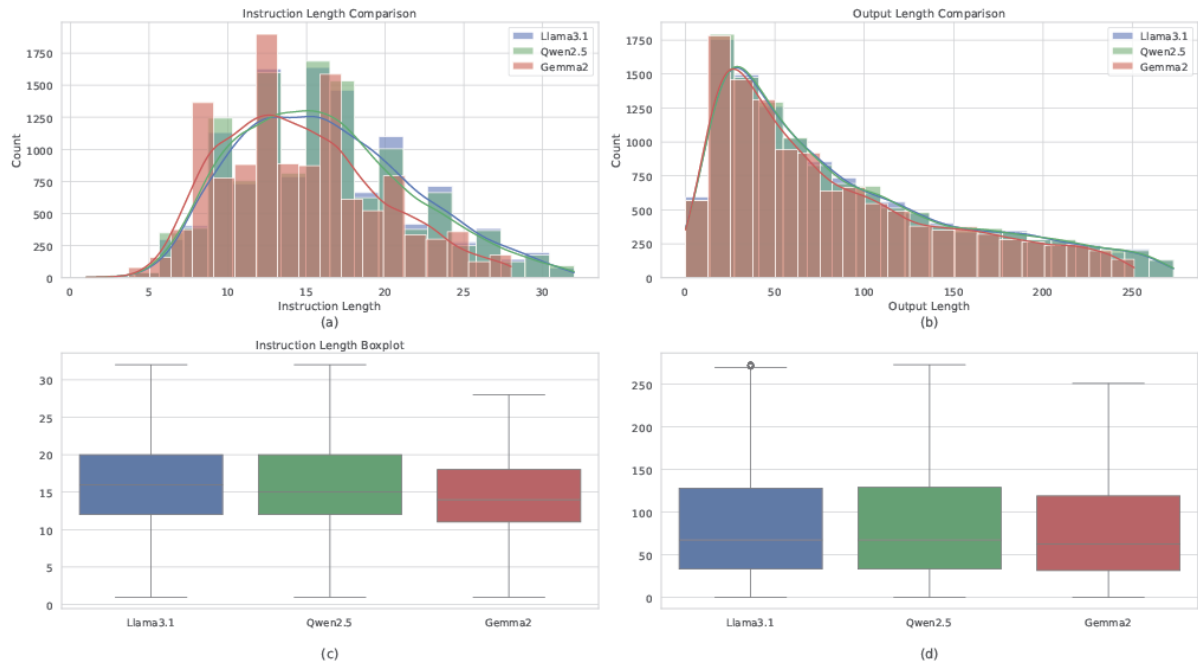 Instruction Length Comparison
Llama3.1
Qwen2.5
Gemma2
1750
1500
1250
1000
750
500
250
0
Count
0 5 10 15 20 25 30
Instruction Length
(a)
Output Length Comparison
Llama3.1
Qwen2.5
Gemma2
1750
1500
1250
1000
750
500
250
0
Count
0 50 100 150 200 250
Output Length
(b)
Instruction Length Boxplot
30
25
20
15
10
5
0
Llama3.1 Qwen2.5 Gemma2
(c)
250
200
150
100
50
0
Llama3.1 Qwen2.5 Gemma2
(d)